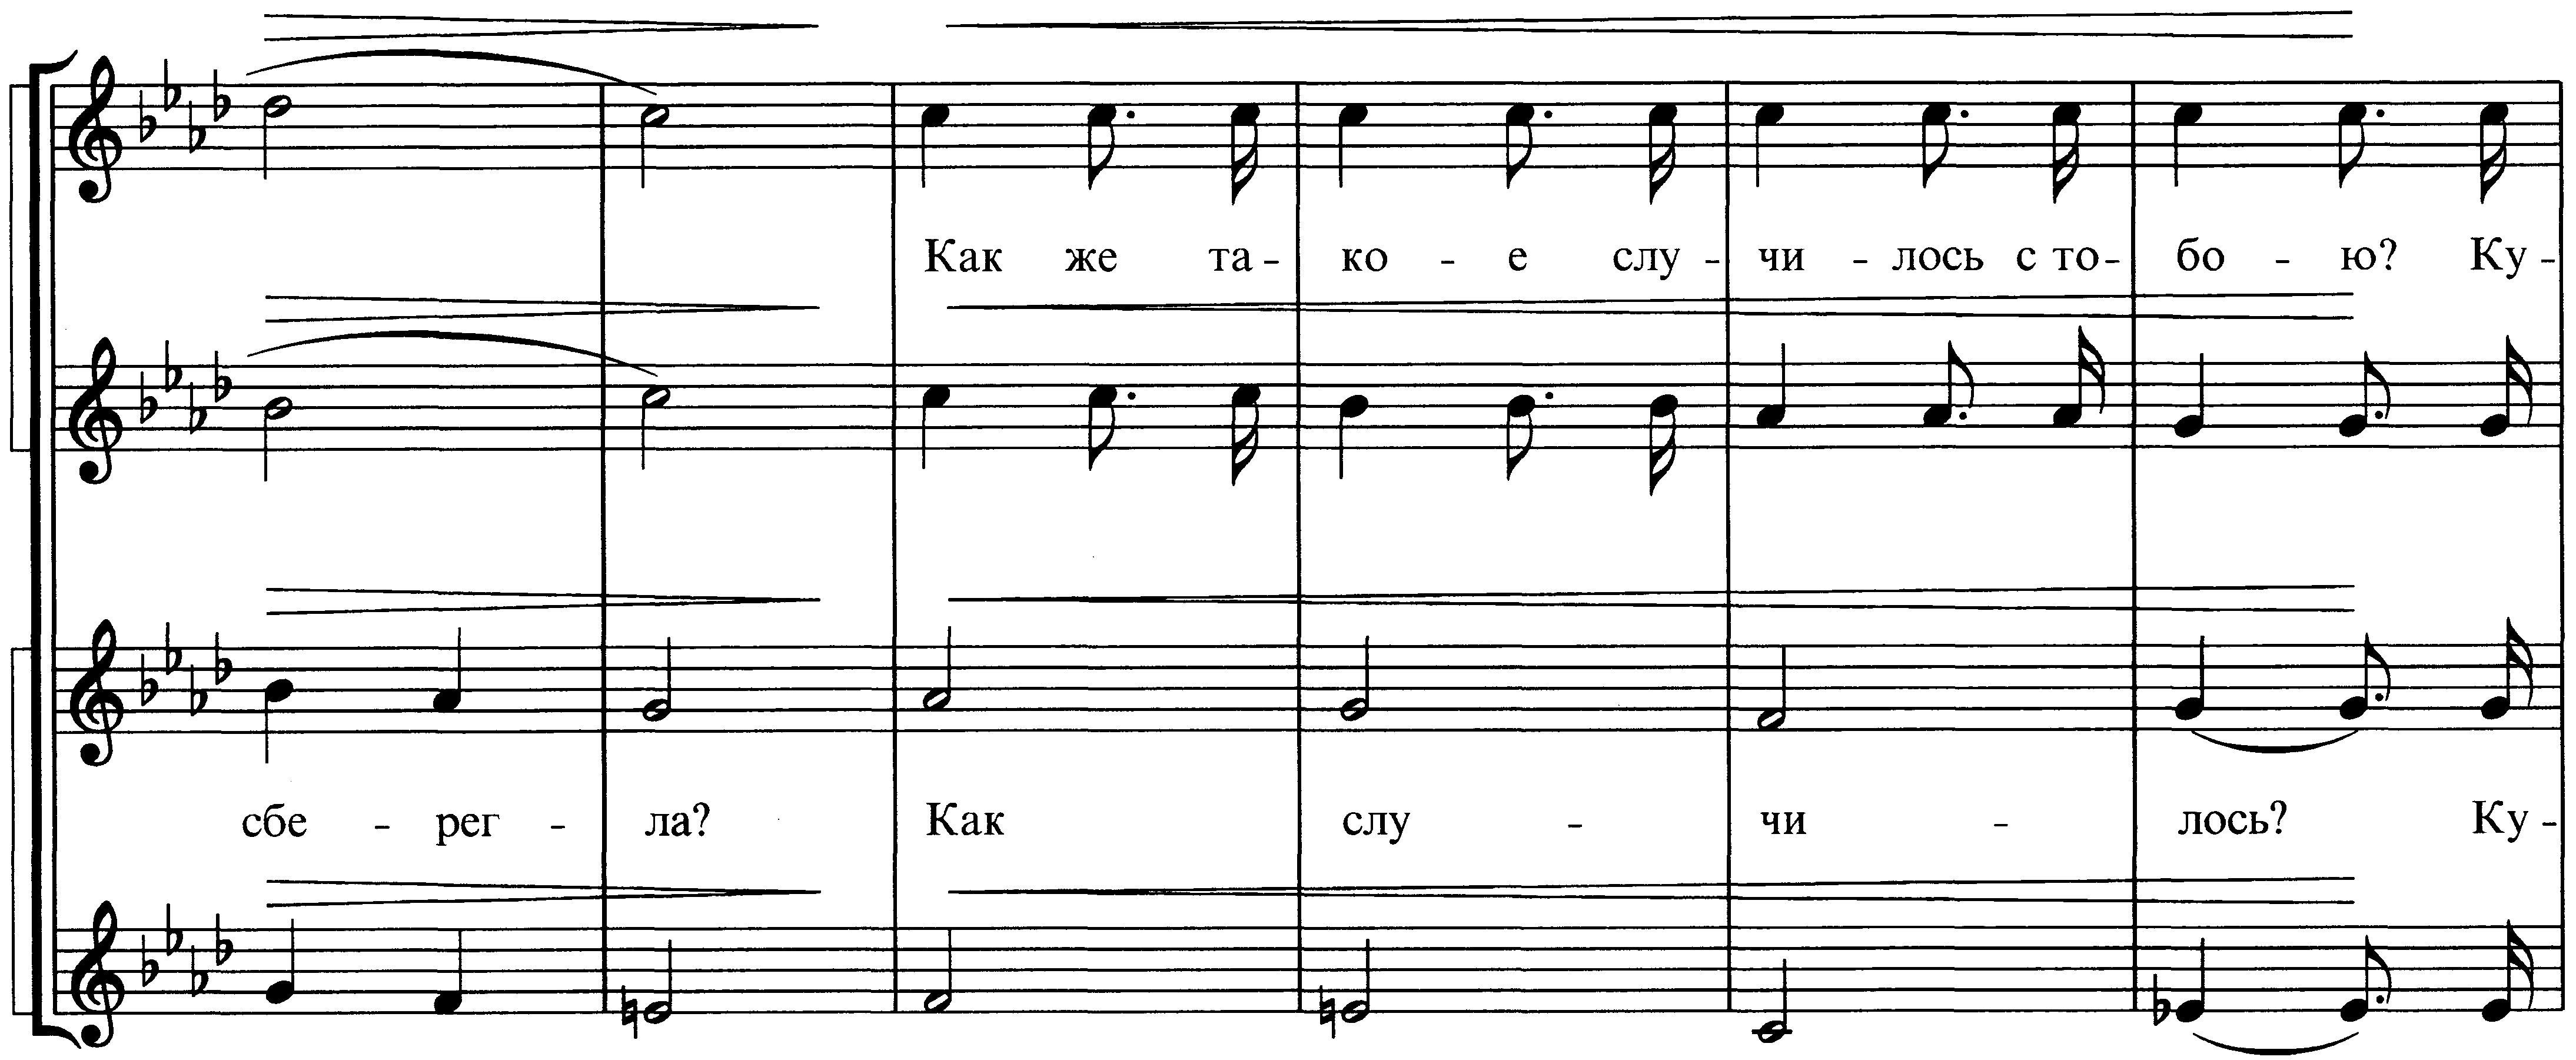 Как же та - ко - е слу - чи - лось с то - бо - ю? Ку -
сбе - рег - ла? Как слу - чи - лось? Ку -